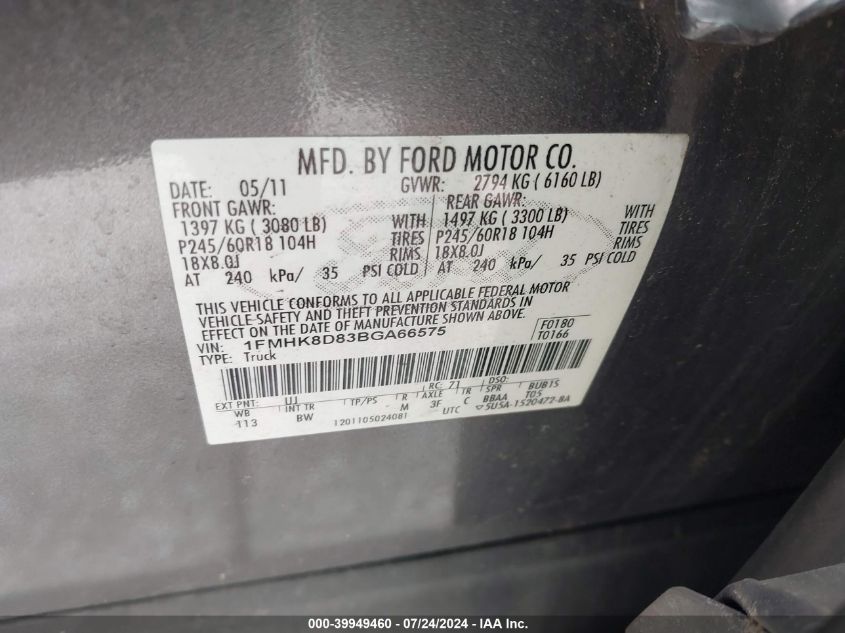 MFD. BY FORD MOTOR CO.
DATE: 05/11 GVWR: 2794 KG ( 6160 LB)
FRONT GAWR: REAR GAWR:
1397 KG ( 3080 LB) WITH 1497 KG ( 3300 LB) WITH
P245/60R18 104H TIRES P245/60R18 104H TIRES
18X8.0J RIMS 18X8.0J RIMS
AT 240 kPa/ 35 PSI COLD AT 240 kPa/ 35 PSI COLD
THIS VEHICLE CONFORMS TO ALL APPLICABLE FEDERAL MOTOR
VEHICLE SAFETY AND THEFT PREVENTION STANDARDS IN
EFFECT ON THE DATE OF MANUFACTURE SHOWN ABOVE.
VIN: 1FMHK8D83BGA66575 F0180
TYPE: Truck T0166
EXT PNT: UJ RC: 71 DSO:
WB INT TR TP/PS R AXLE TR SPR BUB15
113 BW M 3F C BBAA T05
1201105024081 UTC 5U5A-1520472-BA
000-39949460 - 07/24/2024 - IAA Inc.